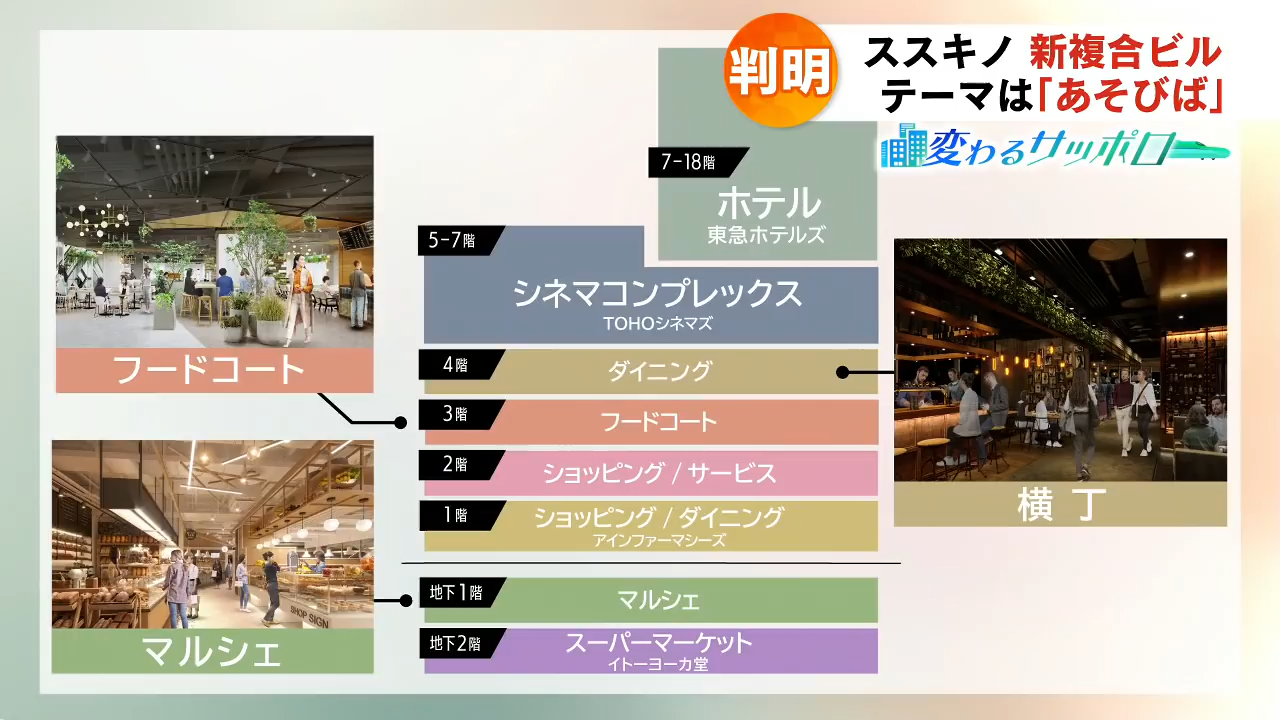 判明
ススキノ 新複合ビル
テーマは「あそびば」
変わるサッポロ
7-18階
ホテル
東急ホテルズ
5-7階
シネマコンプレックス
TOHOシネマズ
4階
ダイニング
3階
フードコート
2階
ショッピング / サービス
1階
ショッピング / ダイニング
アインファーマシーズ
地下1階
マルシェ
地下2階
スーパーマーケット
イトーヨーカ堂
フードコート
SHOP SIGN
マルシェ
横 丁